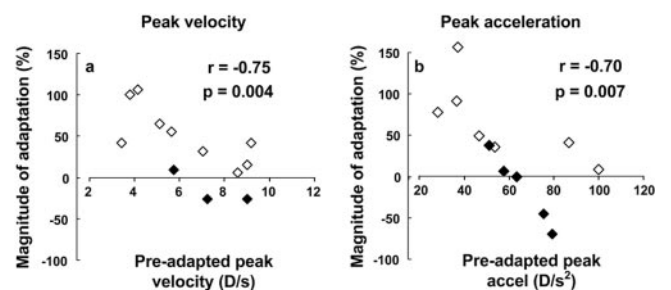 Peak velocity
Magnitude of adaptation (%)
200
150
100
50
0
-50
-100
a
r = -0.75
p = 0.004
2 4 6 8 10 12
Pre-adapted peak
velocity (D/s)
Peak acceleration
Magnitude of adaptation (%)
150
100
50
0
-50
-100
b
r = -0.70
p = 0.007
20 40 60 80 100 120
Pre-adapted peak
accel (D/s²)